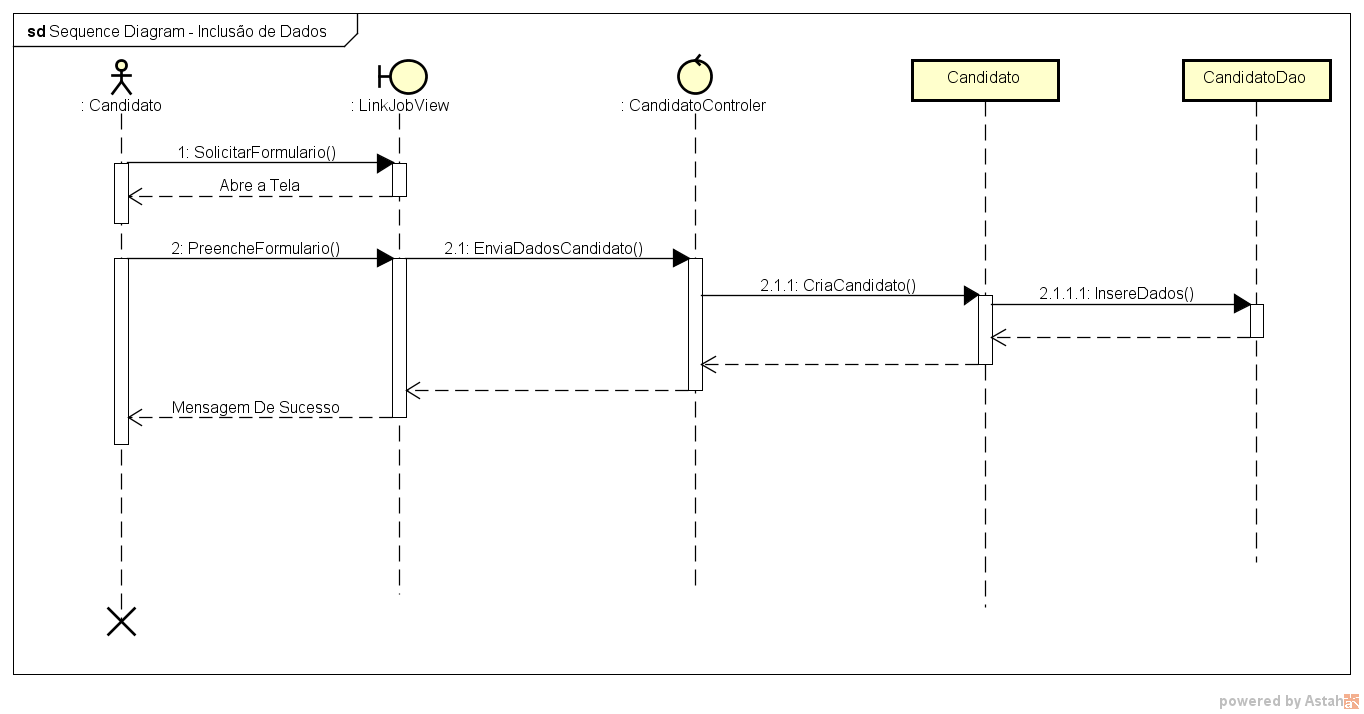 sd Sequence Diagram - Inclusão de Dados
: Candidato
: LinkJobView
: CandidatoControler
Candidato
CandidatoDao
1: SolicitarFormulario()
Abre a Tela
2: PreencheFormulario()
2.1: EnviaDadosCandidato()
2.1.1: CriaCandidato()
2.1.1.1: InsereDados()
Mensagem De Sucesso
powered by Astah